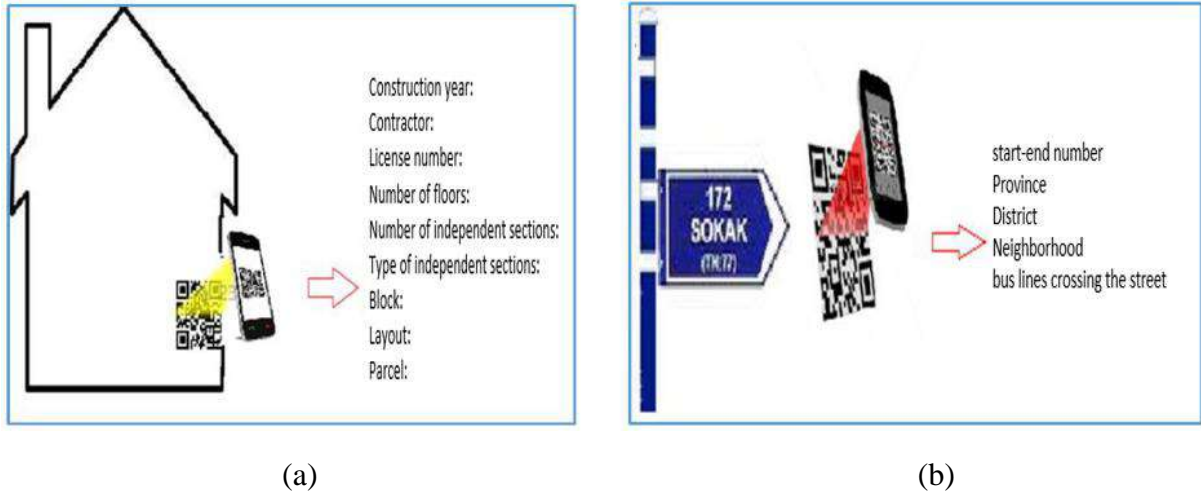 Construction year:
Contractor:
License number:
Number of floors:
Number of independent sections:
Type of independent sections:
Block:
Layout:
Parcel:
(a)
172
SOKAK
start-end number
Province
District
Neighborhood
bus lines crossing the street
(b)